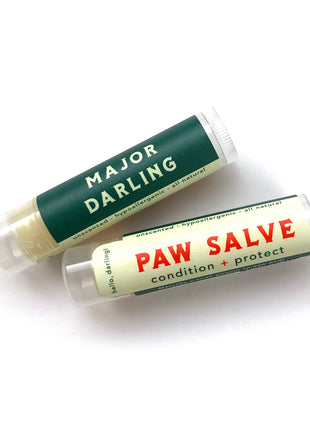 MAJOR
DARLING
unscented - hypoallergenic - all natural
unscented - hypoallergenic - all natural
hello, darling!
PAW SALVE
condition + protect